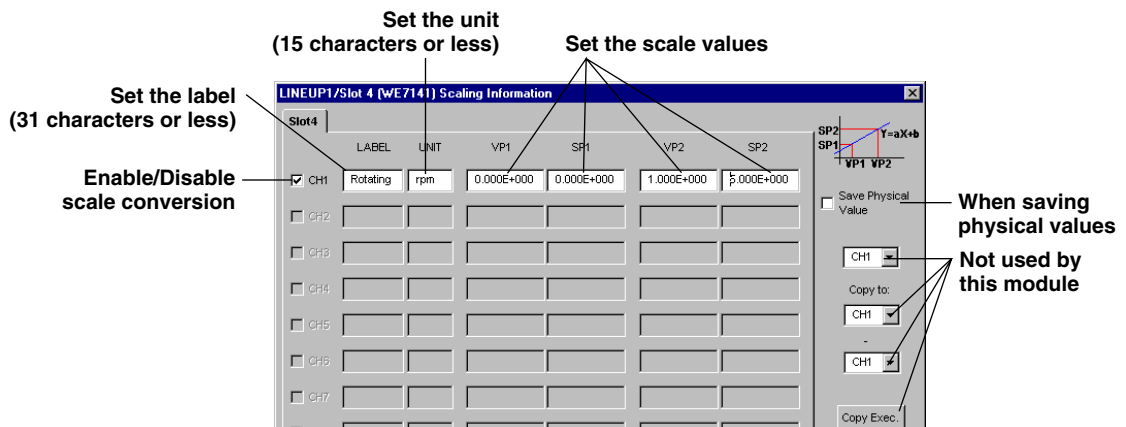 Set the unit
(15 characters or less)
Set the scale values
Set the label
(31 characters or less)
Enable/Disable
scale conversion
LINEUP1/Slot 4 (WE7141) Scaling Information
Slot4
LABEL UNIT VP1 SP1 VP2 SP2
CH1 Rotating rpm 0.000E+000 0.000E+000 1.000E+000 5.000E+000
CH2
CH3
CH4
CH5
CH6
CH7
SP2
SP1
Y=aX+b
VP1 VP2
Save Physical
Value
CH1
Copy to:
CH1
-
CH1
Copy Exec.
When saving
physical values
Not used by
this module